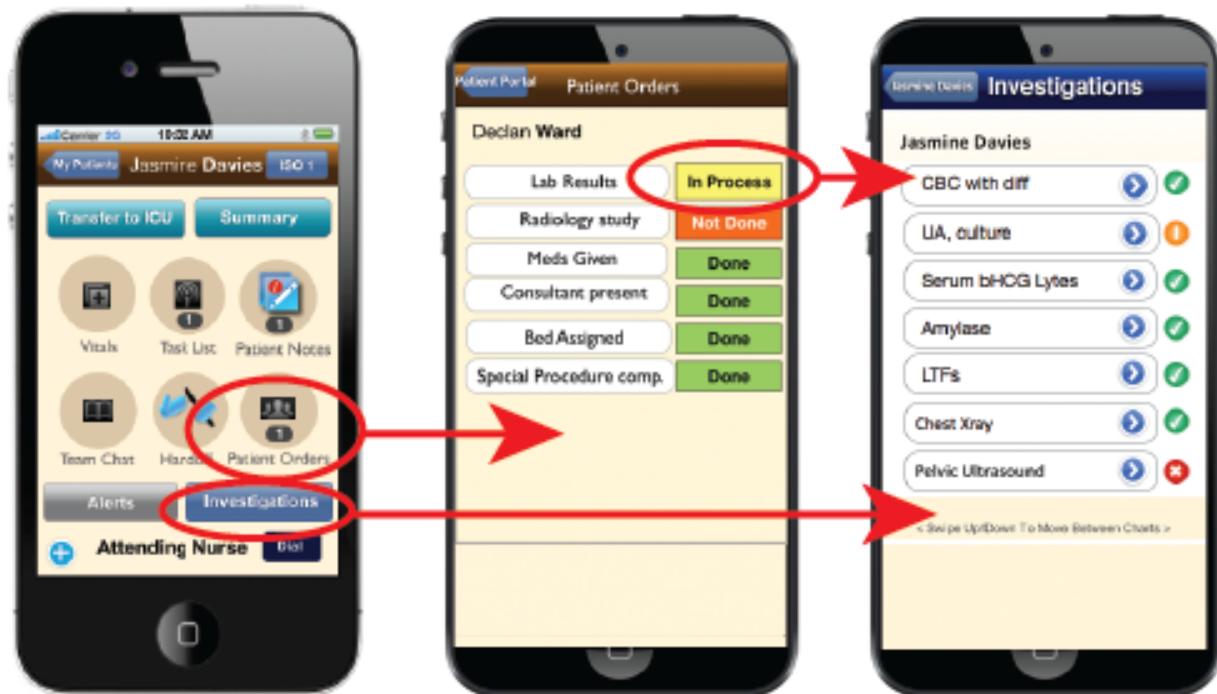 Carrier 3G 10:02 AM
My Patients Jasmine Davies ISO 1
Transfer to ICU Summary
1 1
Vitals Task List Patient Notes
1
Team Chat Patient Orders
Alerts Investigations
Attending Nurse Dial
Patient Portal Patient Orders
Declan Ward
Lab Results In Process
Radiology study Not Done
Meds Given Done
Consultant present Done
Bed Assigned Done
Special Procedure comp. Done
Jasmine Davies Investigations
Jasmine Davies
CBC with diff
UA, culture
Serum bHCG Lytes
Amylase
LTFs
Chest Xray
Pelvic Ultrasound
< Swipe Up/Down To Move Between Charts >